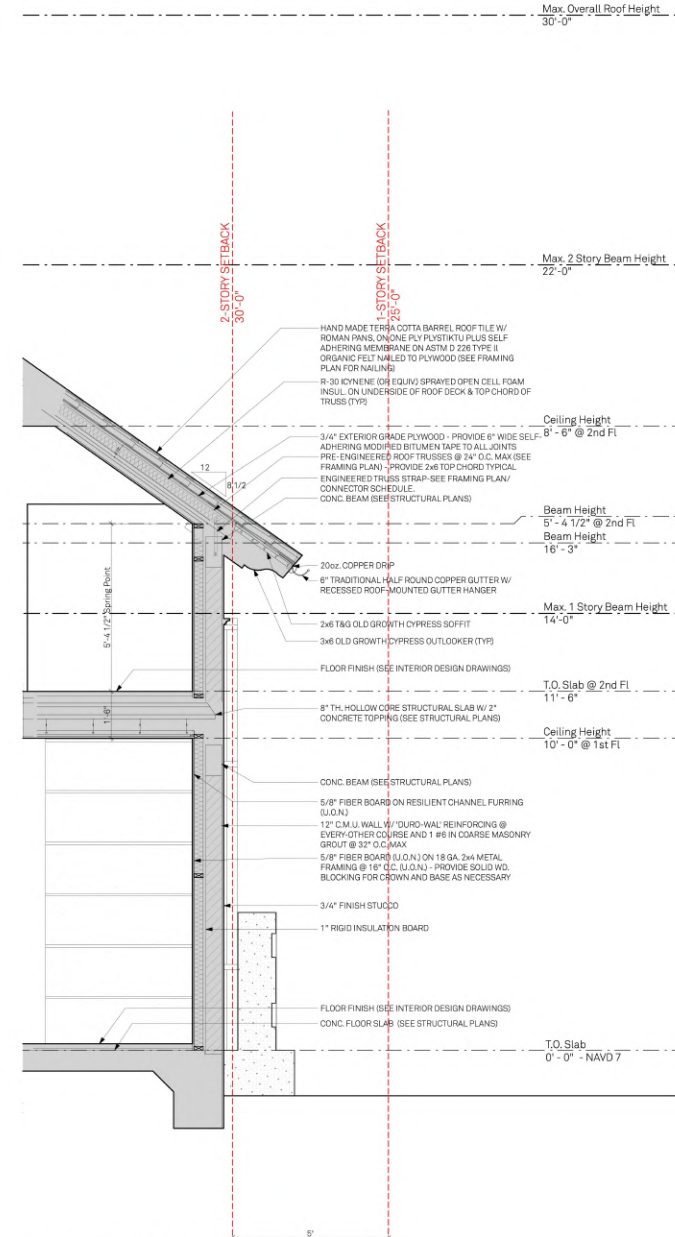 Max. Overall Roof Height
30'-0"
2-STORY SETBACK
30'-0"
1-STORY SETBACK
25'-0"
Max. 2 Story Beam Height
22'-0"
HAND MADE TERRA COTTA BARREL ROOF TILE W/
ROMAN PANS, ON ONE PLY PLYSTIKTU PLUS SELF
ADHERING MEMBRANE ON ASTM D 226 TYPE II
ORGANIC FELT NAILED TO PLYWOOD (SEE FRAMING
PLAN FOR NAILING)
R-30 ICYNENE (OR EQUIV) SPRAYED OPEN CELL FOAM
INSUL. ON UNDERSIDE OF ROOF DECK & TOP CHORD OF
TRUSS (TYP)
Ceiling Height
8' - 6" @ 2nd Fl
3/4" EXTERIOR GRADE PLYWOOD - PROVIDE 6" WIDE SELF-
ADHERING MODIFIED BITUMEN TAPE TO ALL JOINTS
PRE-ENGINEERED ROOF TRUSSES @ 24" O.C. MAX (SEE
FRAMING PLAN) - PROVIDE 2x6 TOP CHORD TYPICAL
ENGINEERED TRUSS STRAP-SEE FRAMING PLAN/
CONNECTOR SCHEDULE.
CONC. BEAM (SEE STRUCTURAL PLANS)
12
8 1/2
Beam Height
5' - 4 1/2" @ 2nd Fl
Beam Height
16' - 3"
20oz. COPPER DRIP
6" TRADITIONAL HALF ROUND COPPER GUTTER W/
RECESSED ROOF-MOUNTED GUTTER HANGER
Max. 1 Story Beam Height
14'-0"
2x6 T&G OLD GROWTH CYPRESS SOFFIT
3x6 OLD GROWTH CYPRESS OUTLOOKER (TYP)
5'-4 1/2" Spring Point
FLOOR FINISH (SEE INTERIOR DESIGN DRAWINGS)
T.O. Slab @ 2nd Fl
11' - 6"
1'-6"
8" TH. HOLLOW CORE STRUCTURAL SLAB W/ 2"
CONCRETE TOPPING (SEE STRUCTURAL PLANS)
Ceiling Height
10' - 0" @ 1st Fl
CONC. BEAM (SEE STRUCTURAL PLANS)
5/8" FIBER BOARD ON RESILIENT CHANNEL FURRING
(U.O.N.)
12" C.M.U. WALL W/ 'DURO-WAL' REINFORCING @
EVERY-OTHER COURSE AND 1 #6 IN COARSE MASONRY
GROUT @ 32" O.C. MAX
5/8" FIBER BOARD (U.O.N.) ON 18 GA. 2x4 METAL
FRAMING @ 16" O.C. (U.O.N.) - PROVIDE SOLID WD.
BLOCKING FOR CROWN AND BASE AS NECESSARY
3/4" FINISH STUCCO
1" RIGID INSULATION BOARD
FLOOR FINISH (SEE INTERIOR DESIGN DRAWINGS)
CONC. FLOOR SLAB (SEE STRUCTURAL PLANS)
T.O. Slab
0' - 0" - NAVD 7
5'